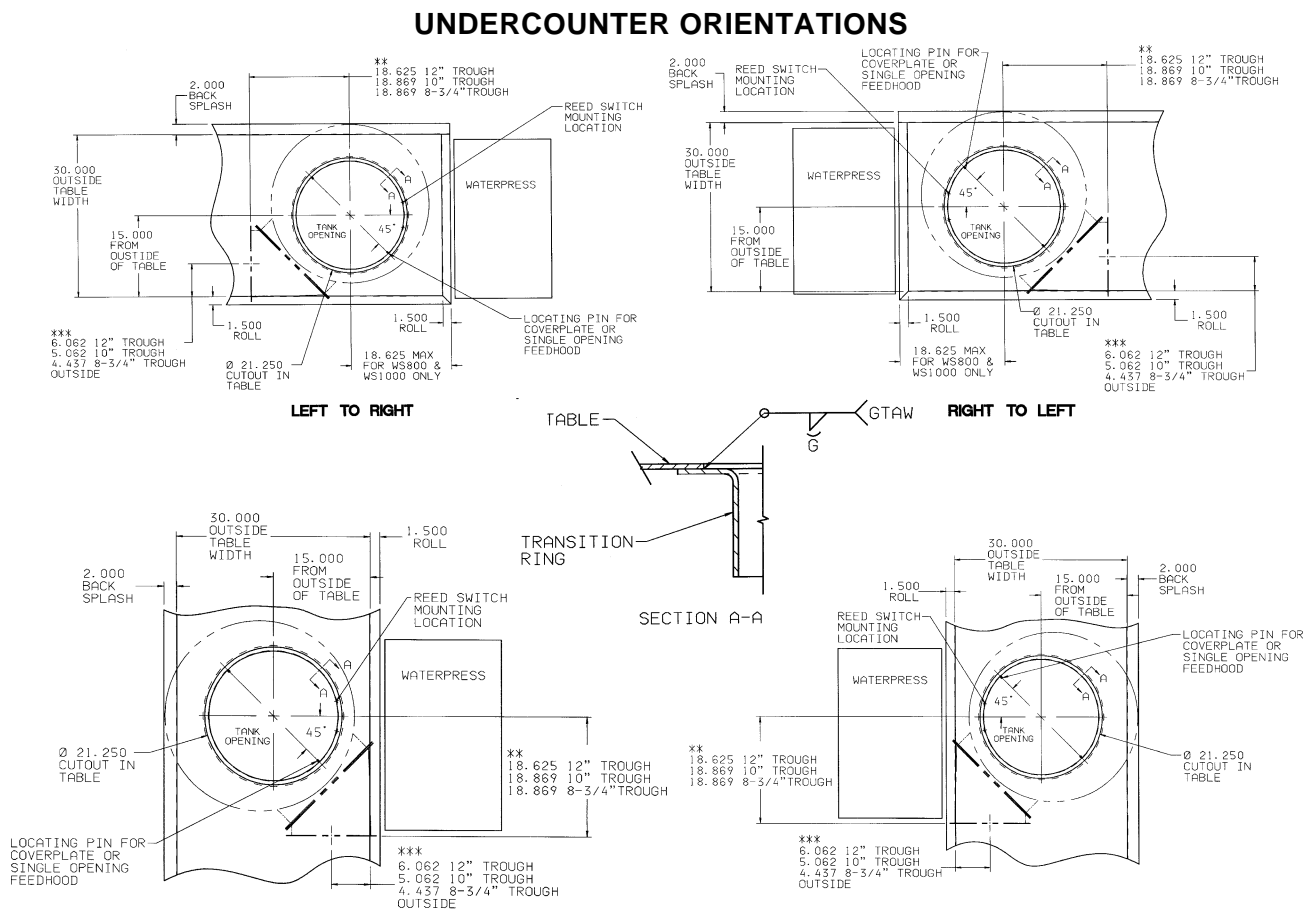 UNDERCOUNTER ORIENTATIONS
**
18.625 12" TROUGH
18.869 10" TROUGH
18.869 8-3/4"TROUGH
2.000
BACK
SPLASH
REED SWITCH
MOUNTING
LOCATION
30.000
OUTSIDE
TABLE
WIDTH
WATERPRESS
A
A
45°
TANK
OPENING
15.000
FROM
OUSTIDE
OF TABLE
1.500
ROLL
***
6.062 12" TROUGH
5.062 10" TROUGH
4.437 8-3/4" TROUGH
OUTSIDE
Ø 21.250
CUTOUT IN
TABLE
1.500
ROLL
18.625 MAX
FOR WS800 &
WS1000 ONLY
LOCATING PIN FOR
COVERPLATE OR
SINGLE OPENING
FEEDHOOD
LEFT TO RIGHT
2.000
BACK
SPLASH
REED SWITCH
MOUNTING
LOCATION
LOCATING PIN FOR
COVERPLATE OR
SINGLE OPENING
FEEDHOOD
**
18.625 12" TROUGH
18.869 10" TROUGH
18.869 8-3/4"TROUGH
30.000
OUTSIDE
TABLE
WIDTH
WATERPRESS
A
A
45°
TANK
OPENING
15.000
FROM
OUTSIDE
OF TABLE
1.500
ROLL
18.625 MAX
FOR WS800 &
WS1000 ONLY
Ø 21.250
CUTOUT IN
TABLE
1.500
ROLL
***
6.062 12" TROUGH
5.062 10" TROUGH
4.437 8-3/4" TROUGH
OUTSIDE
RIGHT TO LEFT
TABLE
GTAW
G
TRANSITION
RING
SECTION A-A
30.000
OUTSIDE
TABLE
WIDTH
1.500
ROLL
2.000
BACK
SPLASH
15.000
FROM
OUTSIDE
OF TABLE
REED SWITCH
MOUNTING
LOCATION
A
A
WATERPRESS
45°
TANK
OPENING
Ø 21.250
CUTOUT IN
TABLE
**
18.625 12" TROUGH
18.869 10" TROUGH
18.869 8-3/4"TROUGH
LOCATING PIN FOR
COVERPLATE OR
SINGLE OPENING
FEEDHOOD
***
6.062 12" TROUGH
5.062 10" TROUGH
4.437 8-3/4" TROUGH
OUTSIDE
30.000
OUTSIDE
TABLE
WIDTH
1.500
ROLL
15.000
FROM
OUTSIDE
OF TABLE
2.000
BACK
SPLASH
REED SWITCH
MOUNTING
LOCATION
LOCATING PIN FOR
COVERPLATE OR
SINGLE OPENING
FEEDHOOD
WATERPRESS
A
A
45°
TANK
OPENING
**
18.625 12" TROUGH
18.869 10" TROUGH
18.869 8-3/4"TROUGH
Ø 21.250
CUTOUT IN
TABLE
***
6.062 12" TROUGH
5.062 10" TROUGH
4.437 8-3/4" TROUGH
OUTSIDE